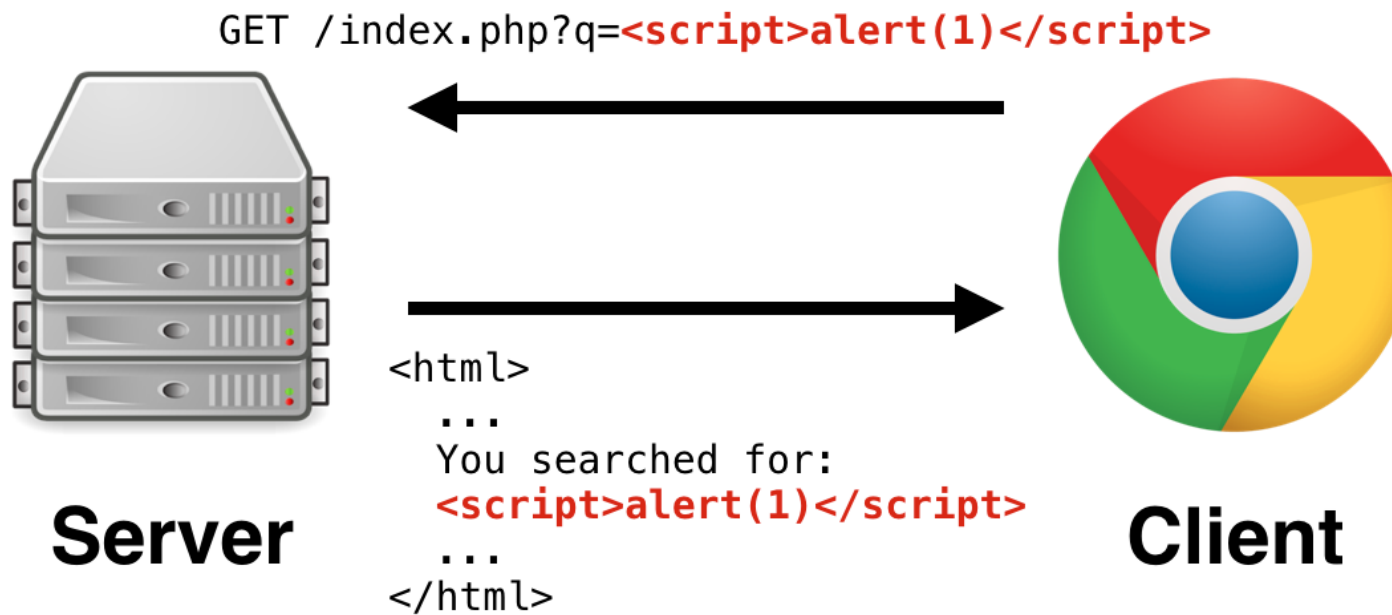 GET /index.php?q=<script>alert(1)</script>
<html>
...
You searched for:
<script>alert(1)</script>
...
</html>
Server
Client